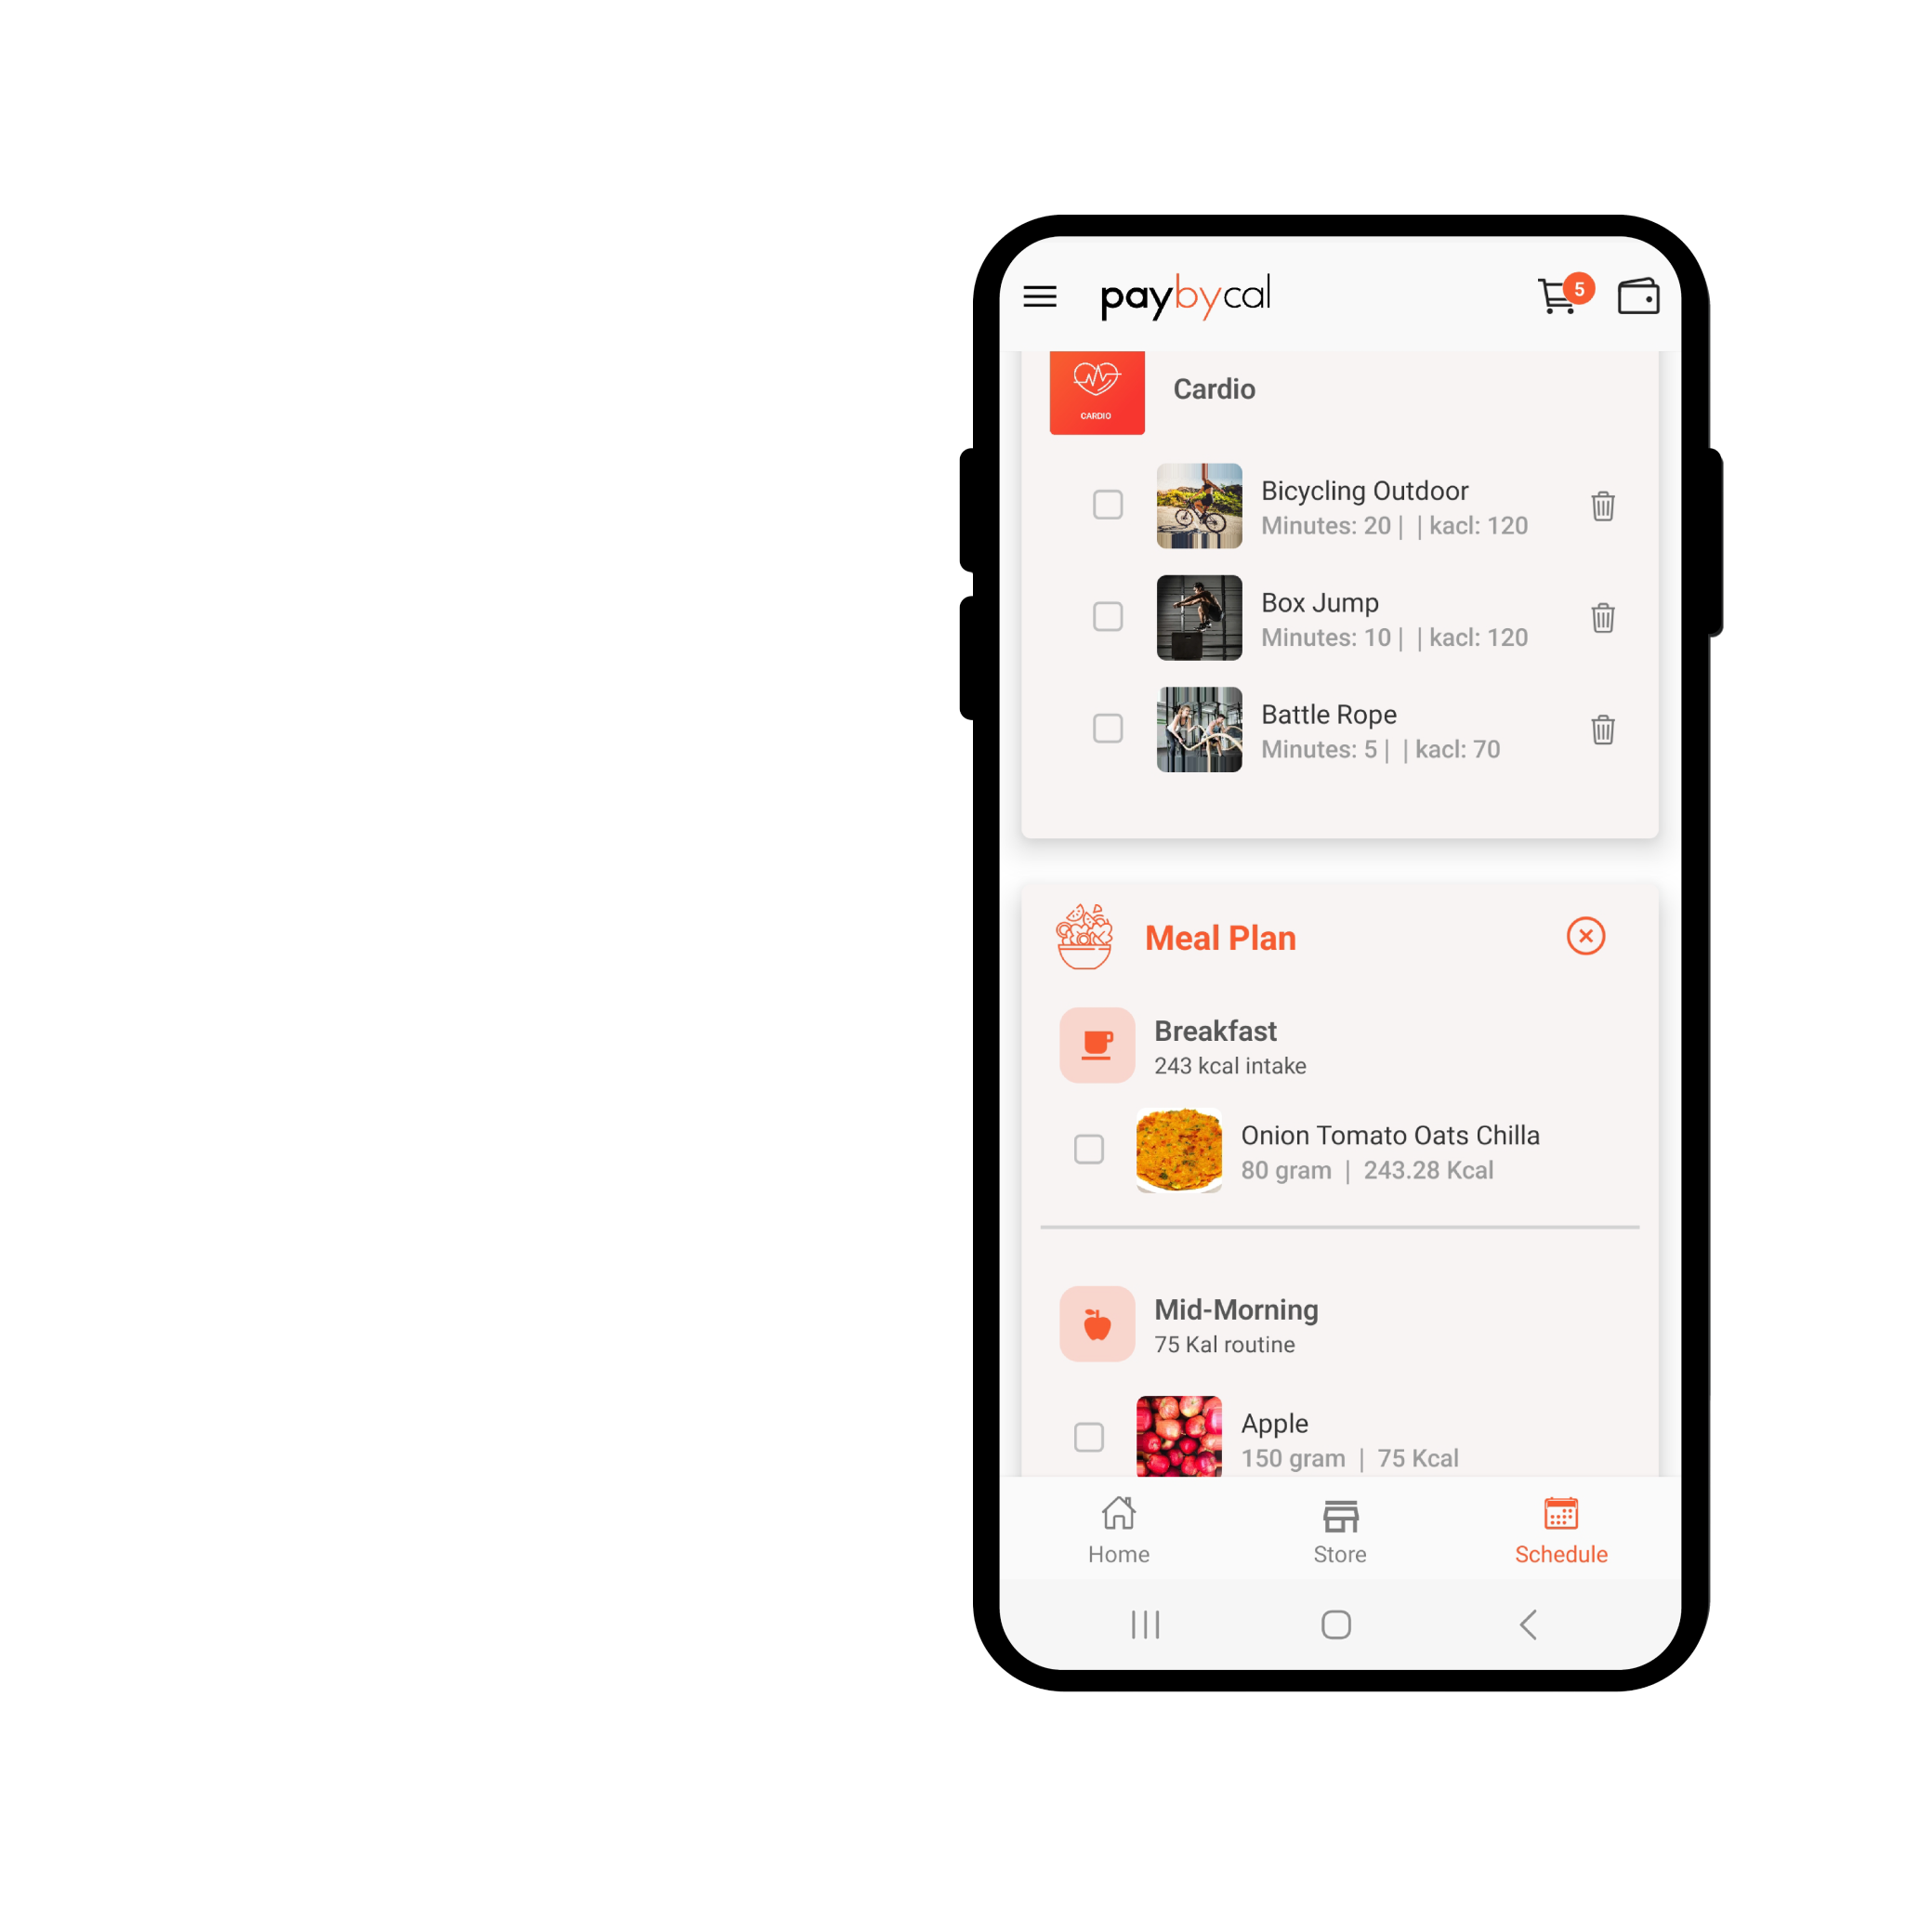 paybycal
5
CARDIO
Cardio
Bicycling Outdoor
Minutes: 20 | | kacl: 120
Box Jump
Minutes: 10 | | kacl: 120
Battle Rope
Minutes: 5 | | kacl: 70
Meal Plan
Breakfast
243 kcal intake
Onion Tomato Oats Chilla
80 gram | 243.28 Kcal
Mid-Morning
75 Kal routine
Apple
150 gram | 75 Kcal
Home
Store
Schedule